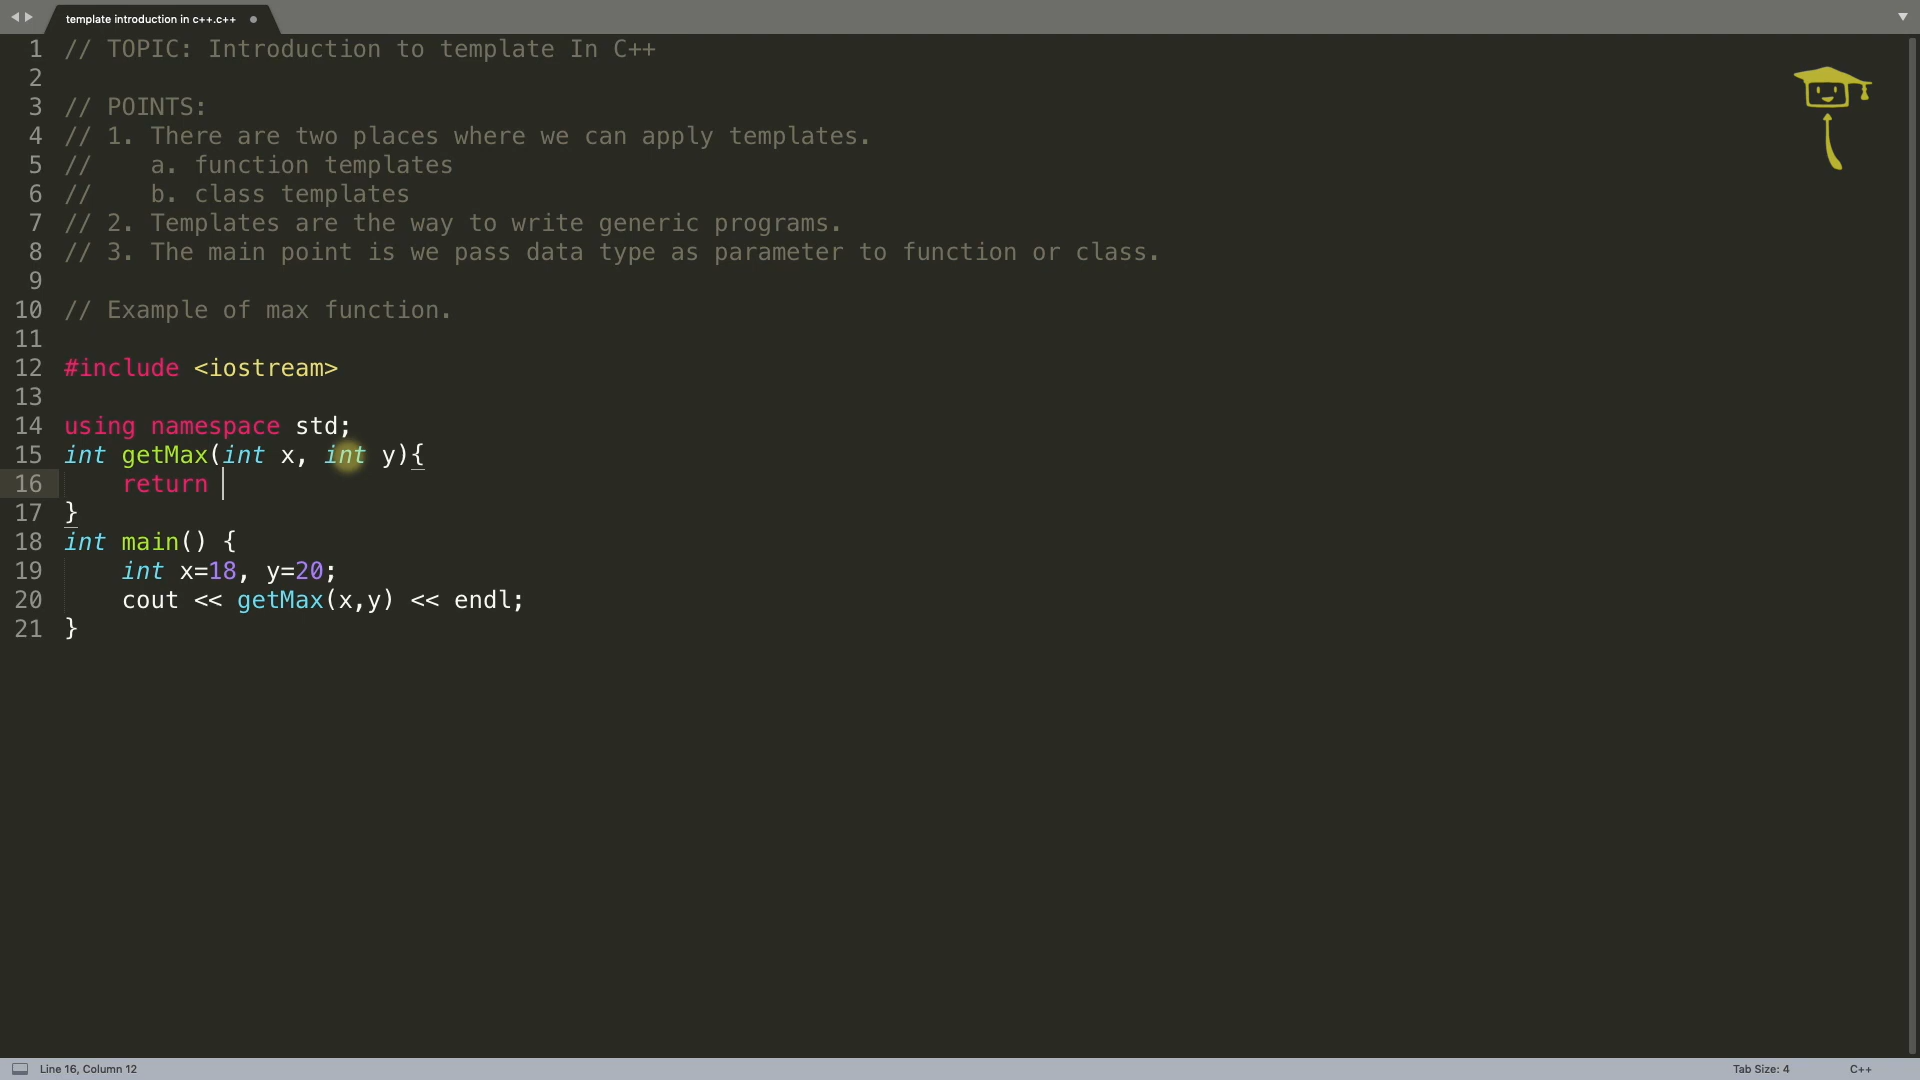 template introduction in c++.c++
1 // TOPIC: Introduction to template In C++
2
3 // POINTS:
4 // 1. There are two places where we can apply templates.
5 //    a. function templates
6 //    b. class templates
7 // 2. Templates are the way to write generic programs.
8 // 3. The main point is we pass data type as parameter to function or class.
9
10 // Example of max function.
11
12 #include <iostream>
13
14 using namespace std;
15 int getMax(int x, int y){
16     return
17 }
18 int main() {
19     int x=18, y=20;
20     cout << getMax(x,y) << endl;
21 }
Line 16, Column 12
Tab Size: 4
C++